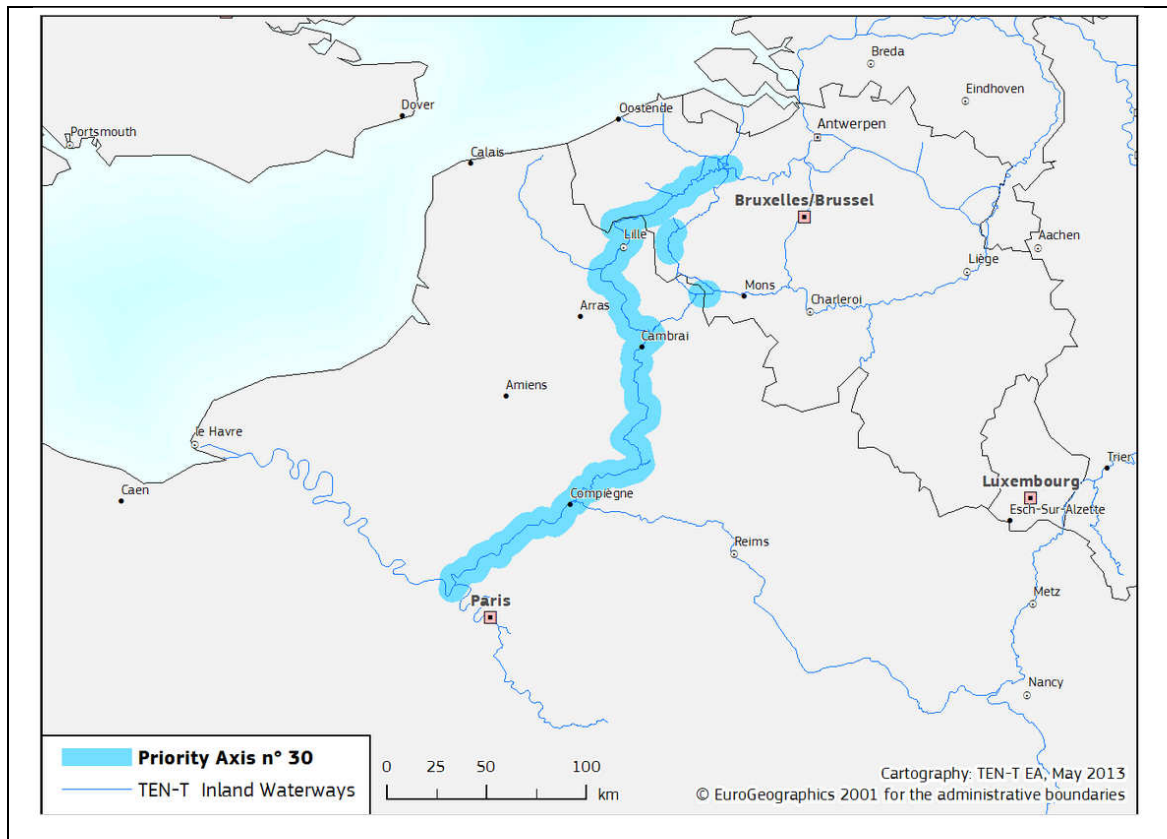 Breda
Eindhoven
Dover
Oostende
Antwerpen
Portsmouth
Calais
Bruxelles/Brussel
Lille
Aachen
Liège
Mons
Charleroi
Arras
Cambrai
Amiens
le Havre
Trier
Luxembourg
Caen
Compiègne
Esch-Sur-Alzette
Reims
Paris
Metz
Nancy
Priority Axis n° 30
TEN-T Inland Waterways
0 25 50 100
km
Cartography: TEN-T EA, May 2013
© EuroGeographics 2001 for the administrative boundaries